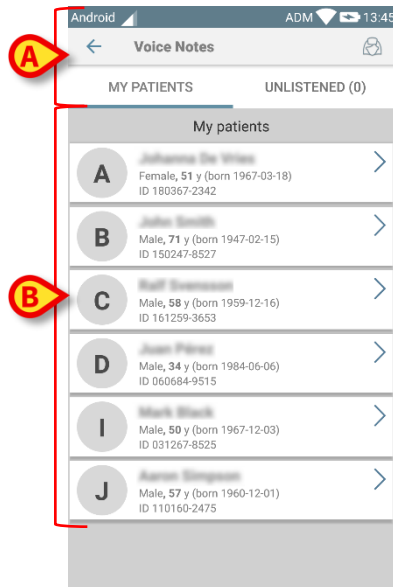 Android ADM 13:45
A
Voice Notes
MY PATIENTS UNLISTENED (0)
My patients
A
Female, 51 y (born 1967-03-18)
ID 180367-2342
B
Male, 71 y (born 1947-02-15)
ID 150247-8527
B
C
Male, 58 y (born 1959-12-16)
ID 161259-3653
D
Male, 34 y (born 1984-06-06)
ID 060684-9515
I
Male, 50 y (born 1967-12-03)
ID 031267-8525
J
Male, 57 y (born 1960-12-01)
ID 110160-2475